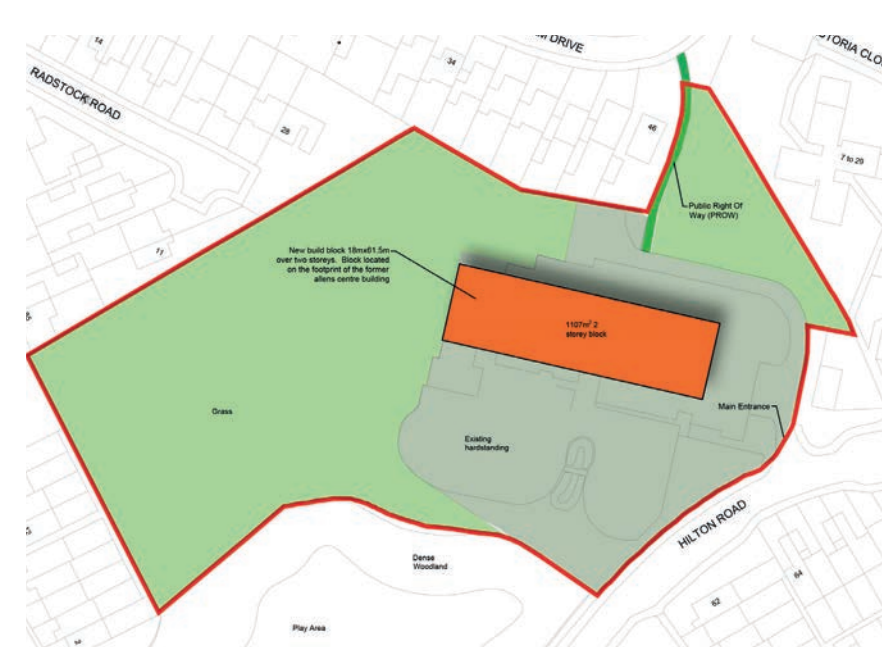 14
M DRIVE
TORIA CLO
34
RADSTOCK ROAD
28
46
7 to 20
Public Right Of
Way (PROW)
11
New build block 18mx61.5m
over two storeys. Block located
on the footprint of the former
allens centre building
1107m² 2
storey block
Grass
Main Entrance
Existing
hardstanding
HILTON ROAD
Dense
Woodland
64
62
Play Area